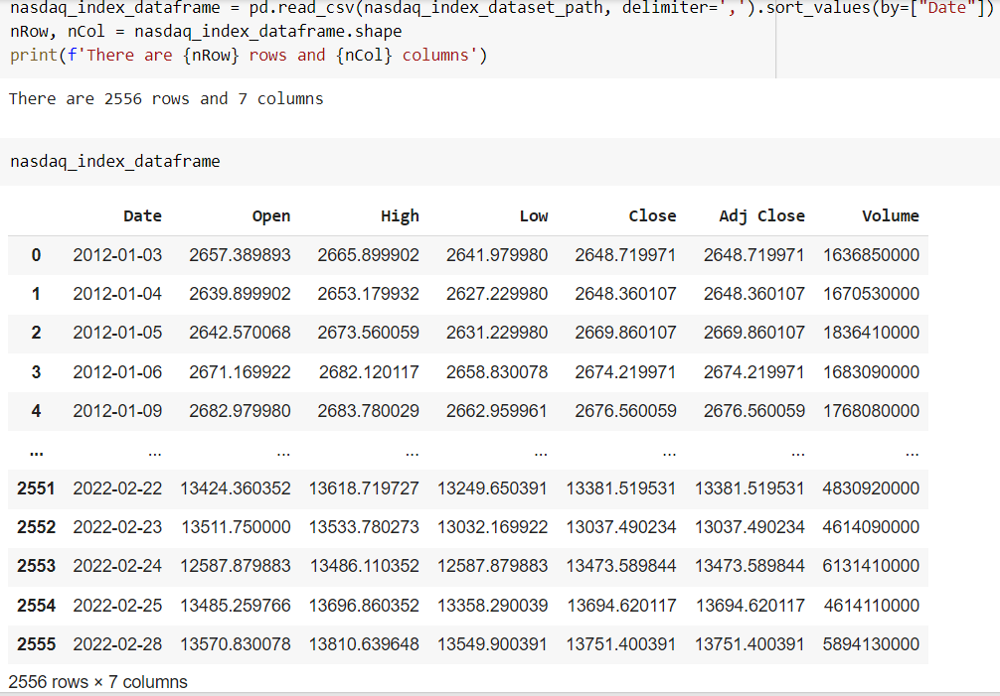 nasdaq_index_dataframe = pd.read_csv(nasdaq_index_dataset_path, delimiter=',').sort_values(by=["Date"])
nRow, nCol = nasdaq_index_dataframe.shape
print(f'There are {nRow} rows and {nCol} columns')
There are 2556 rows and 7 columns
nasdaq_index_dataframe
Date Open High Low Close Adj Close Volume
0 2012-01-03 2657.389893 2665.899902 2641.979980 2648.719971 2648.719971 1636850000
1 2012-01-04 2639.899902 2653.179932 2627.229980 2648.360107 2648.360107 1670530000
2 2012-01-05 2642.570068 2673.560059 2631.229980 2669.860107 2669.860107 1836410000
3 2012-01-06 2671.169922 2682.120117 2658.830078 2674.219971 2674.219971 1683090000
4 2012-01-09 2682.979980 2683.780029 2662.959961 2676.560059 2676.560059 1768080000
... ... ... ... ... ... ... ...
2551 2022-02-22 13424.360352 13618.719727 13249.650391 13381.519531 13381.519531 4830920000
2552 2022-02-23 13511.750000 13533.780273 13032.169922 13037.490234 13037.490234 4614090000
2553 2022-02-24 12587.879883 13486.110352 12587.879883 13473.589844 13473.589844 6131410000
2554 2022-02-25 13485.259766 13696.860352 13358.290039 13694.620117 13694.620117 4614110000
2555 2022-02-28 13570.830078 13810.639648 13549.900391 13751.400391 13751.400391 5894130000
2556 rows × 7 columns